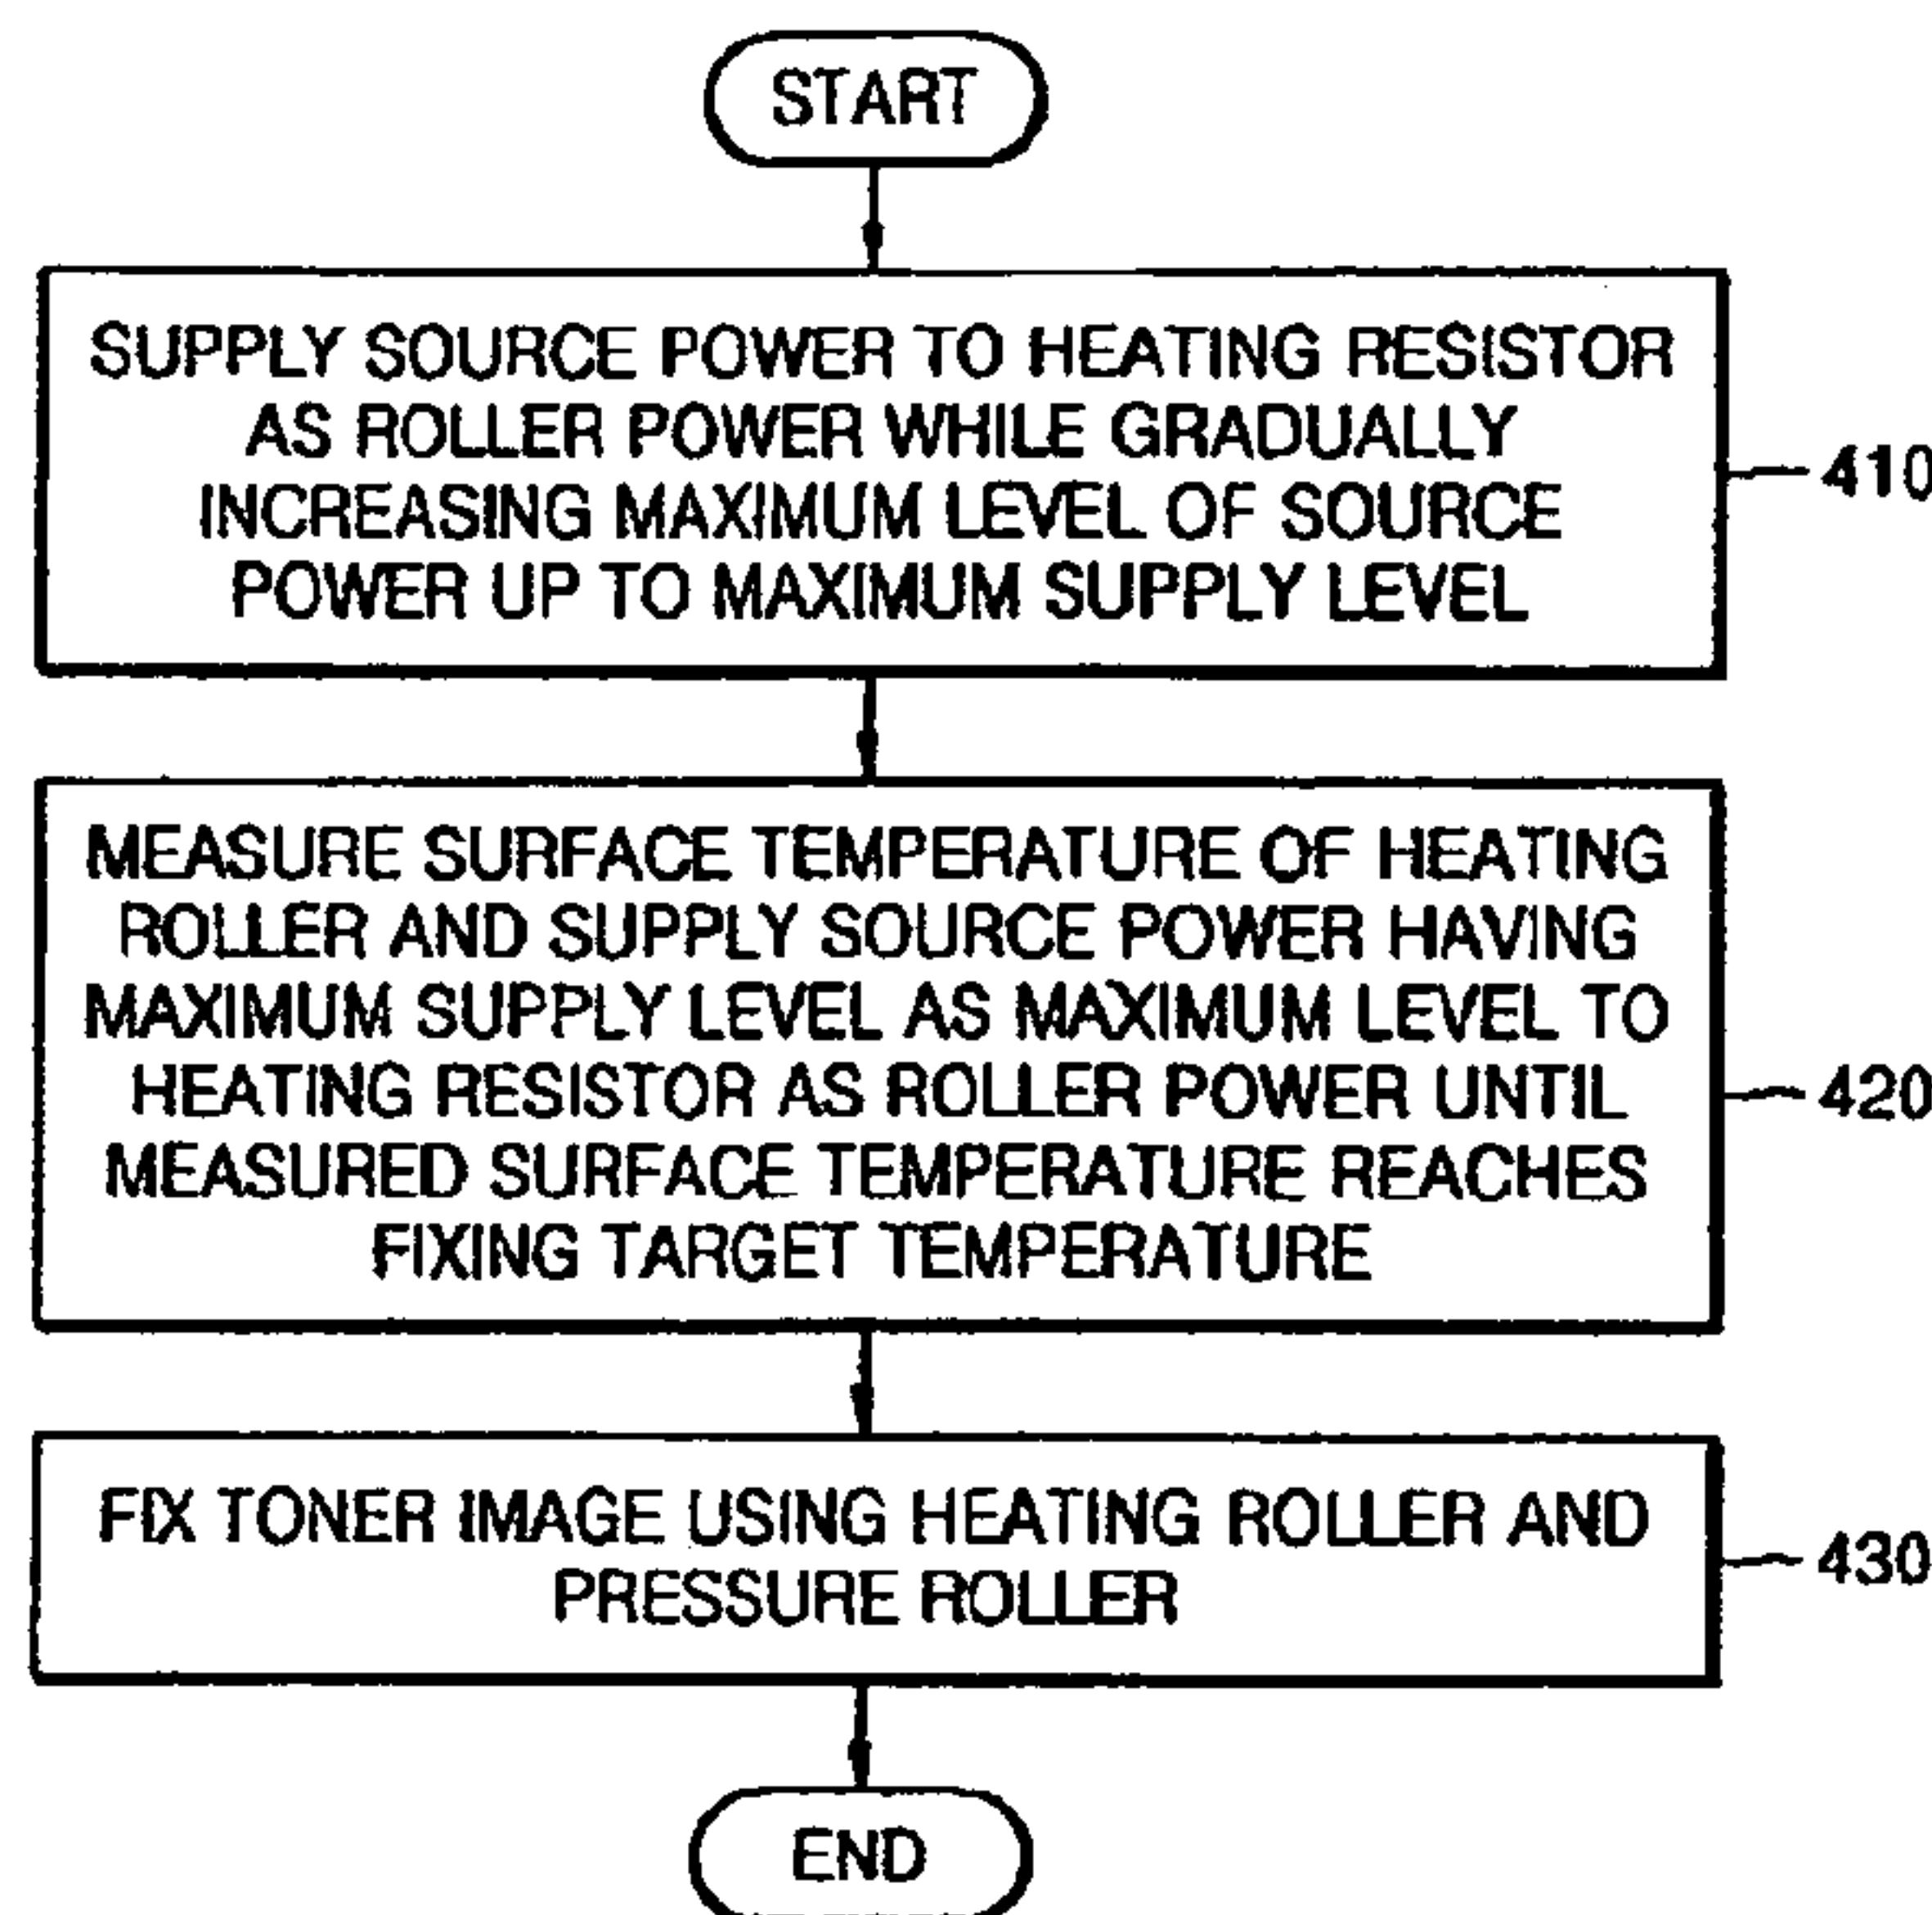 START
SUPPLY SOURCE POWER TO HEATING RESISTOR
AS ROLLER POWER WHILE GRADUALLY
INCREASING MAXIMUM LEVEL OF SOURCE
POWER UP TO MAXIMUM SUPPLY LEVEL
410
MEASURE SURFACE TEMPERATURE OF HEATING
ROLLER AND SUPPLY SOURCE POWER HAVING
MAXIMUM SUPPLY LEVEL AS MAXIMUM LEVEL TO
HEATING RESISTOR AS ROLLER POWER UNTIL
MEASURED SURFACE TEMPERATURE REACHES
FIXING TARGET TEMPERATURE
420
FIX TONER IMAGE USING HEATING ROLLER AND
PRESSURE ROLLER
430
END